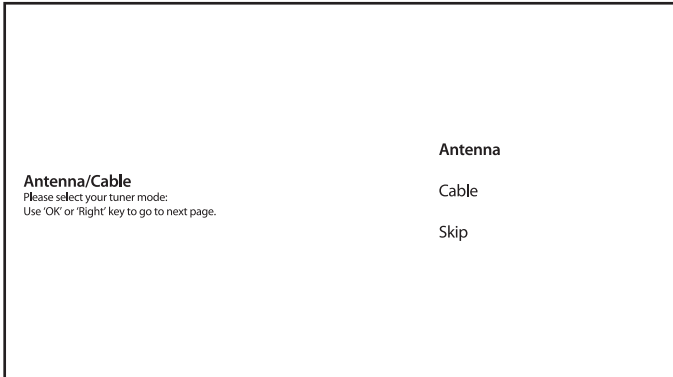 Antenna/Cable
Please select your tuner mode:
Use ‘OK’ or ‘Right’ key to go to next page.
Antenna
Cable
Skip